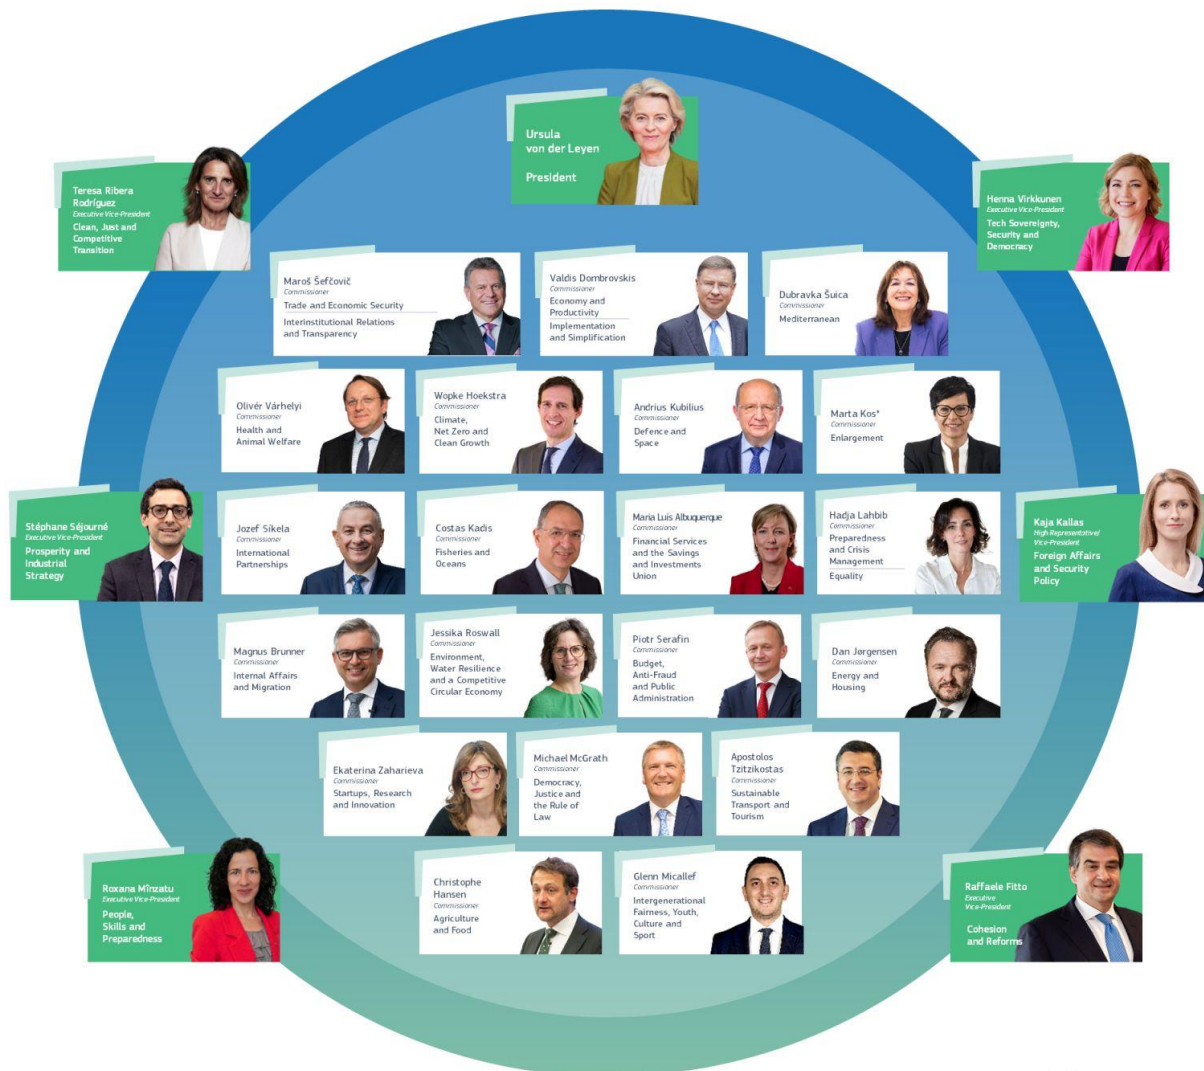 Ursula
von der Leyen
President
Teresa Ribera
Rodríguez
Executive Vice-President
Clean, Just and
Competitive
Transition
Henna Virkkunen
Executive Vice-President
Tech Sovereignty,
Security and
Democracy
Maroš Šefčovič
Commissioner
Trade and Economic Security
Interinstitutional Relations
and Transparency
Valdis Dombrovskis
Commissioner
Economy and
Productivity
Implementation
and Simplification
Dubravka Šuica
Commissioner
Mediterranean
Olivér Várhelyi
Commissioner
Health and
Animal Welfare
Wopke Hoekstra
Commissioner
Climate,
Net Zero and
Clean Growth
Andrius Kubilius
Commissioner
Defence and
Space
Marta Kos*
Commissioner
Enlargement
Stéphane Séjourné
Executive Vice-President
Prosperity and
Industrial
Strategy
Jozef Síkela
Commissioner
International
Partnerships
Costas Kadis
Commissioner
Fisheries and
Oceans
Maria Luís Albuquerque
Commissioner
Financial Services
and the Savings
and Investments
Union
Hadja Lahbib
Commissioner
Preparedness
and Crisis
Management
Equality
Kaja Kallas
High Representative/
Vice-President
Foreign Affairs
and Security
Policy
Magnus Brunner
Commissioner
Internal Affairs
and Migration
Jessika Roswall
Commissioner
Environment,
Water Resilience
and a Competitive
Circular Economy
Piotr Serafin
Commissioner
Budget,
Anti-Fraud
and Public
Administration
Dan Jørgensen
Commissioner
Energy and
Housing
Ekaterina Zaharieva
Commissioner
Startups, Research
and Innovation
Michael McGrath
Commissioner
Democracy,
Justice and
the Rule of
Law
Apostolos
Tzitzikostas
Commissioner
Sustainable
Transport and
Tourism
Roxana Mînzatu
Executive Vice-President
People,
Skills and
Preparedness
Christophe
Hansen
Commissioner
Agriculture
and Food
Glenn Micallef
Commissioner
Intergenerational
Fairness, Youth,
Culture and
Sport
Raffaele Fitto
Executive
Vice-President
Cohesion
and Reforms